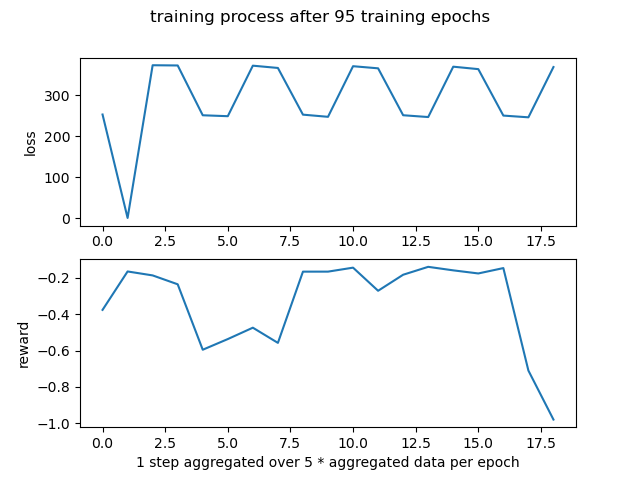 training process after 95 training epochs
300
200
100
0
loss
0.0 2.5 5.0 7.5 10.0 12.5 15.0 17.5
−0.2
−0.4
−0.6
−0.8
−1.0
reward
0.0 2.5 5.0 7.5 10.0 12.5 15.0 17.5
1 step aggregated over 5 * aggregated data per epoch